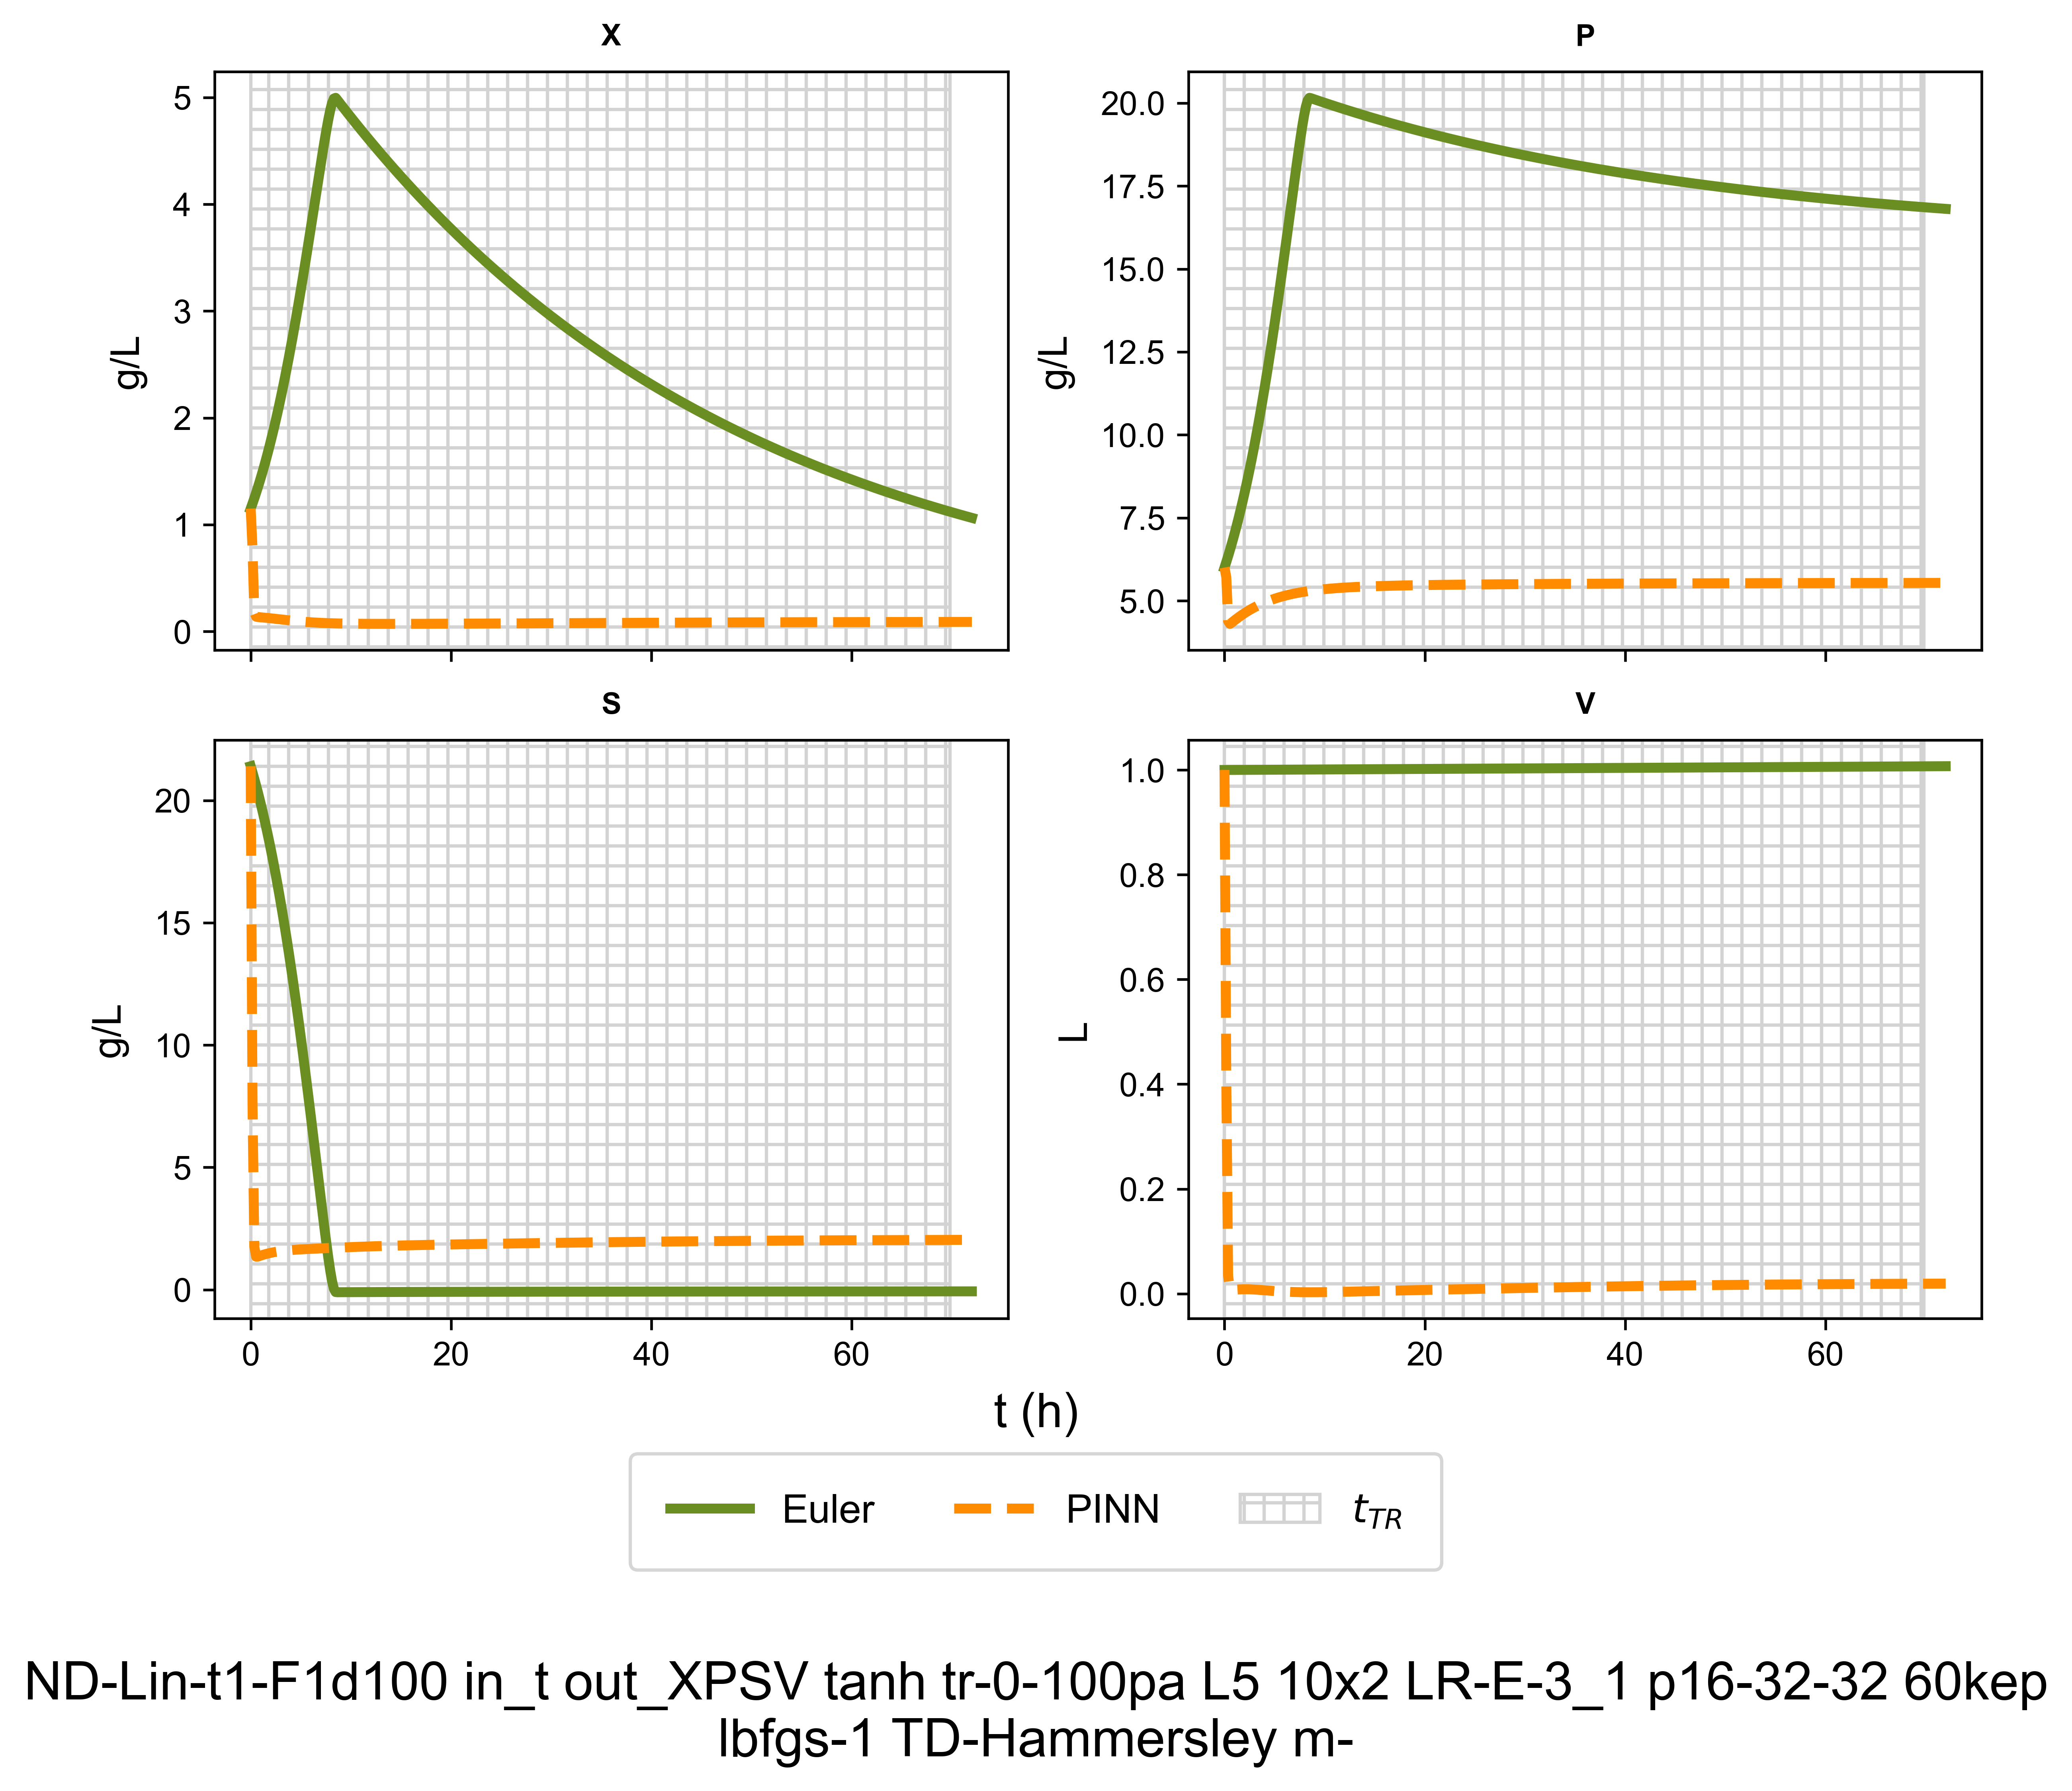 X
P
5
4
3
2
1
0
g/L
20.0
17.5
15.0
12.5
10.0
7.5
5.0
g/L
S
V
20
15
10
5
0
g/L
0 20 40 60
1.0
0.8
0.6
0.4
0.2
0.0
L
0 20 40 60
t (h)
Euler PINN t_TR
ND-Lin-t1-F1d100 in_t out_XPSV tanh tr-0-100pa L5 10x2 LR-E-3_1 p16-32-32 60kep
lbfgs-1 TD-Hammersley m-